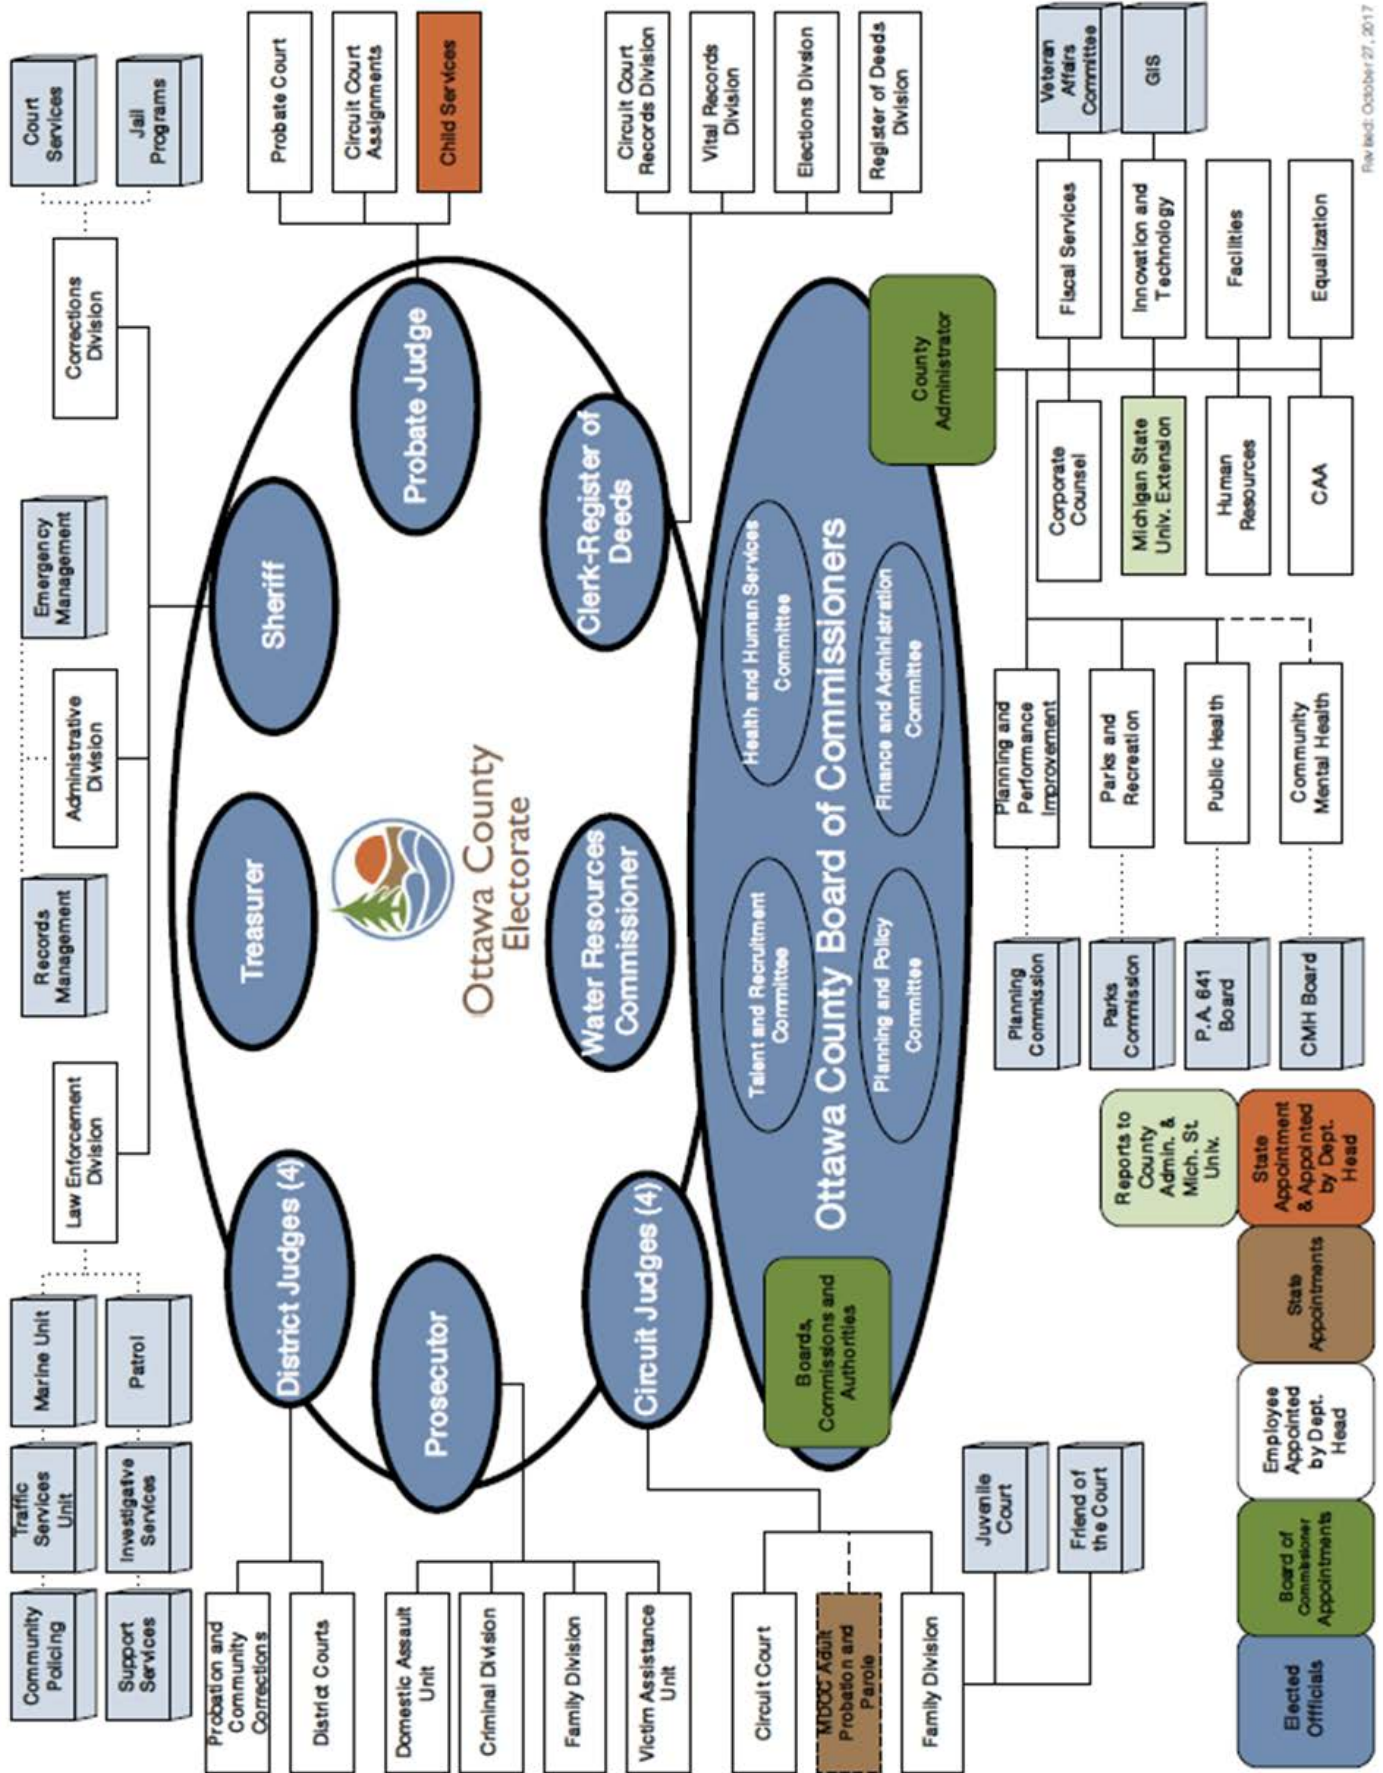 Community
Policing
Traffic
Services
Unit
Marine Unit
Support
Services
Investigative
Services
Patrol
Law Enforcement
Division
Records
Management
Administrative
Division
Emergency
Management
Corrections
Division
Court
Services
Jail
Programs
Probation and
Community
Corrections
District Courts
Domestic Assault
Unit
Criminal Division
Family Division
Victim Assistance
Unit
Circuit Court
MDOC Adult
Probation and
Parole
Family Division
Juvenile
Court
Friend of
the Court
District Judges (4)
Treasurer
Sheriff
Prosecutor
Probate Judge
Ottawa County
Electorate
Circuit Judges (4)
Water Resources
Commissioner
Clerk-Register of
Deeds
Probate Court
Circuit Court
Assignments
Child Services
Circuit Court
Records Division
Vital Records
Division
Elections Divsion
Register of Deeds
Division
Boards,
Commissions and
Authorities
Talent and Recruitment
Committee
Health and Human Services
Committee
Ottawa County Board of Commissioners
Planning and Policy
Committee
Finance and Administration
Committee
County
Administrator
Planning
Commission
Planning and
Performance
Improvement
Parks
Commission
Parks and
Recreation
P.A. 641
Board
Public Health
CMH Board
Community
Mental Health
Corporate
Counsel
Fiscal Services
Veteran
Affairs
Committee
Michigan State
Univ. Extension
Innovation and
Technology
GIS
Human
Resources
Facilities
CAA
Equalization
Reports to
County
Admin. &
Mich. St.
Univ.
Elected
Offficials
Board of
Commissioner
Appointments
Employee
Appointed
by Dept.
Head
State
Appointments
State
Appointment
& Appointed
by Dept.
Head
Revised: October 27, 2017